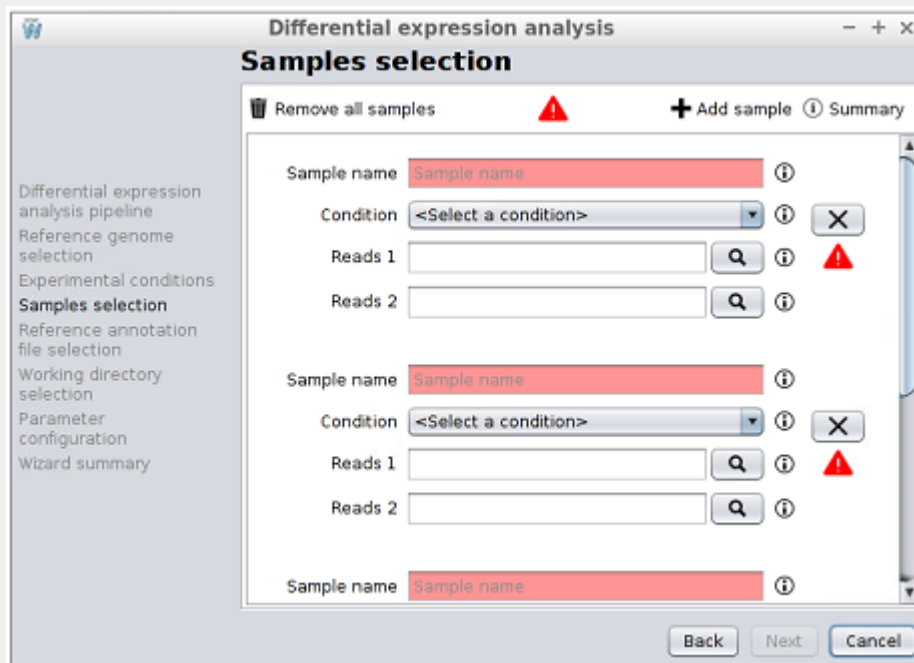 Differential expression analysis
Samples selection
Remove all samples
Add sample
Summary
Differential expression
analysis pipeline
Reference genome
selection
Experimental conditions
Samples selection
Reference annotation
file selection
Working directory
selection
Parameter
configuration
Wizard summary
Sample name Sample name
Condition <Select a condition>
Reads 1
Reads 2
Sample name Sample name
Condition <Select a condition>
Reads 1
Reads 2
Sample name Sample name
Back Next Cancel